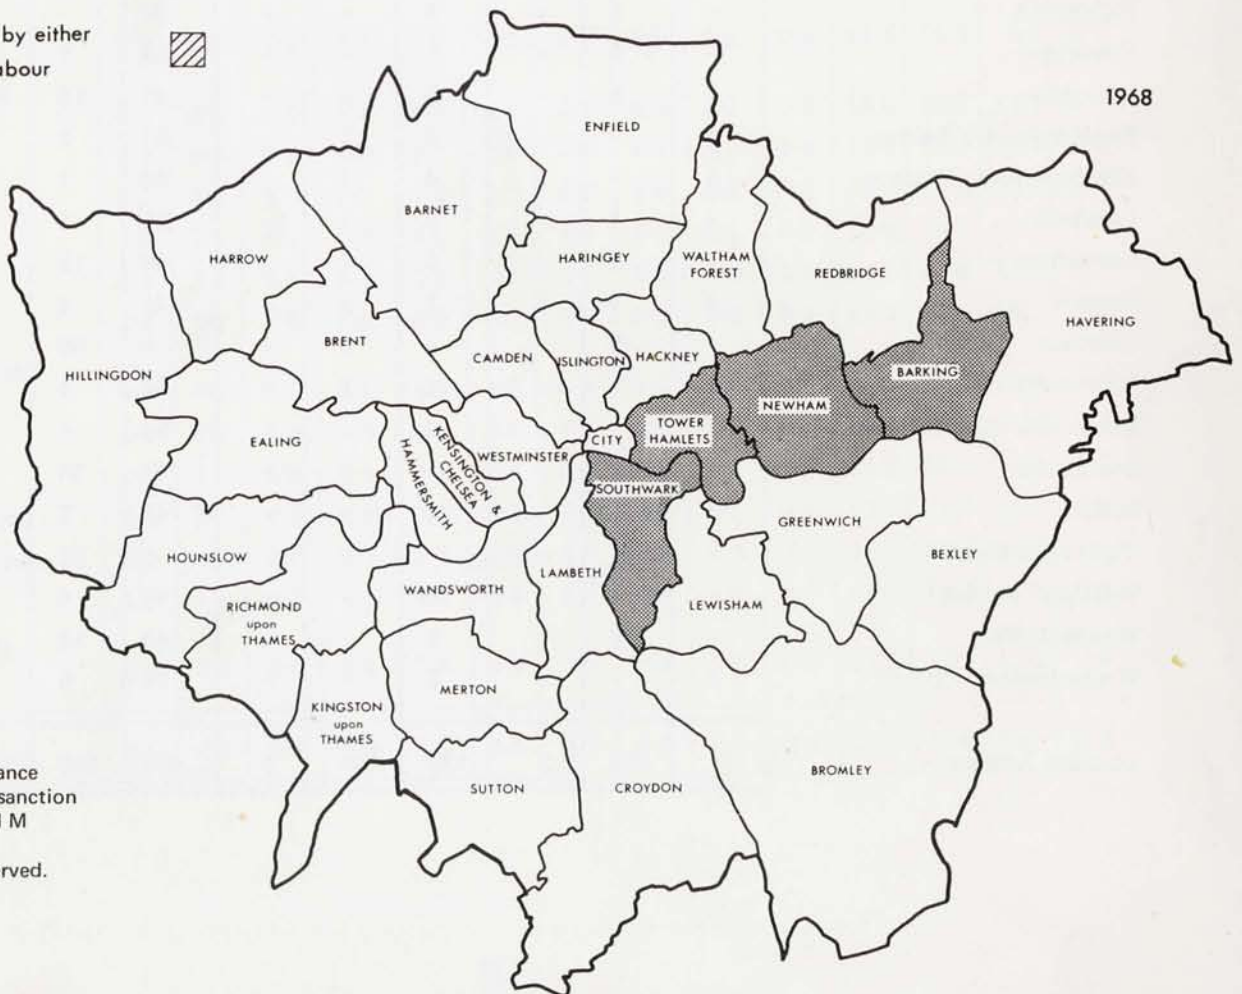 by either
abour
1968
ENFIELD
BARNET
HARROW
HARINGEY
WALTHAM
FOREST
REDBRIDGE
HAVERING
BRENT
CAMDEN
ISLINGTON
HACKNEY
BARKING
HILLINGDON
NEWHAM
EALING
TOWER
HAMLETS
CITY
WESTMINSTER
KENSINGTON &
CHELSEA
HAMMERSMITH
SOUTHWARK
GREENWICH
BEXLEY
HOUNSLOW
LAMBETH
WANDSWORTH
RICHMOND
upon
THAMES
LEWISHAM
MERTON
KINGSTON
upon
THAMES
SUTTON
CROYDON
BROMLEY
ance
sanction
M
rved.